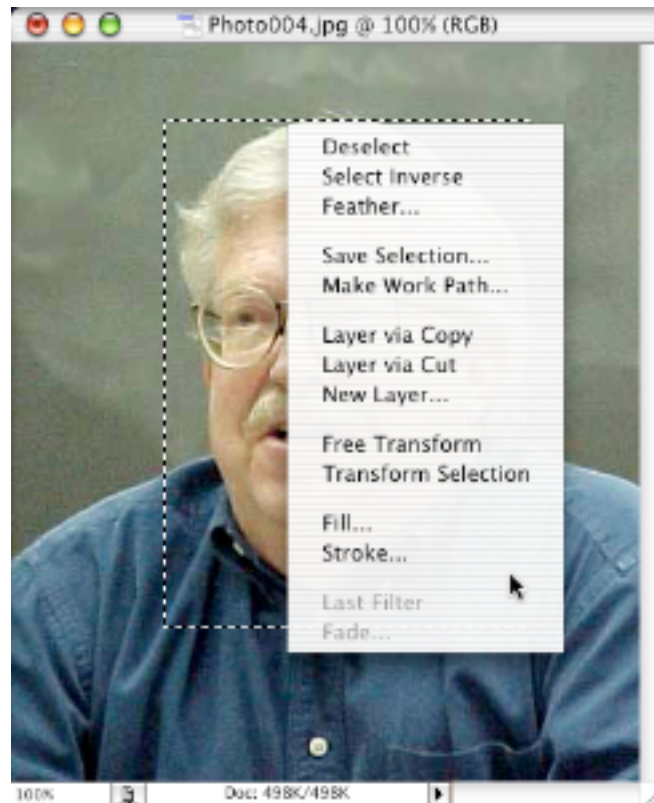 Photo004.jpg @ 100% (RGB)
Deselect
Select Inverse
Feather...
Save Selection...
Make Work Path...
Layer via Copy
Layer via Cut
New Layer...
Free Transform
Transform Selection
Fill...
Stroke...
Last Filter
Fade...
100% Doc: 498K/498K